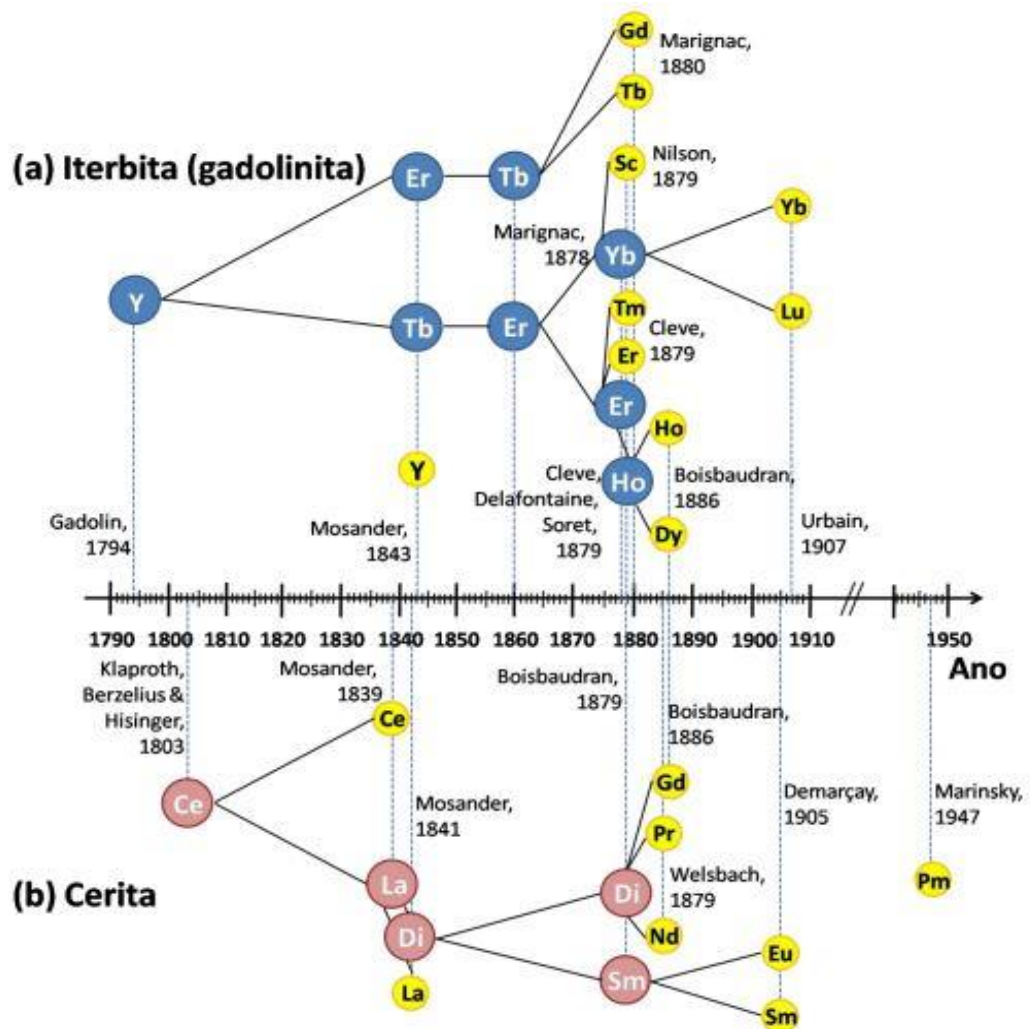 Gd
Marignac,
1880
Tb
(a) Iterbita (gadolinita)
Er
Tb
Sc
Nilson,
1879
Marignac,
1878
Yb
Yb
Y
Tb
Er
Tm
Lu
Cleve,
1879
Er
Er
Ho
Y
Cleve,
Delafontaine,
Soret,
1879
Ho
Boisbaudran,
1886
Dy
Gadolin,
1794
Mosander,
1843
Urbain,
1907
1790 1800 1810 1820 1830 1840 1850 1860 1870 1880 1890 1900 1910 1950
Ano
Klaproth,
Berzelius &
Hisinger,
1803
Mosander,
1839
Boisbaudran,
1879
Ce
Boisbaudran,
1886
Ce
Mosander,
1841
Gd
Demarçay,
1905
Marinsky,
1947
Pr
(b) Cerita
La
Di
Welsbach,
1879
Pm
Di
Nd
Eu
La
Sm
Sm